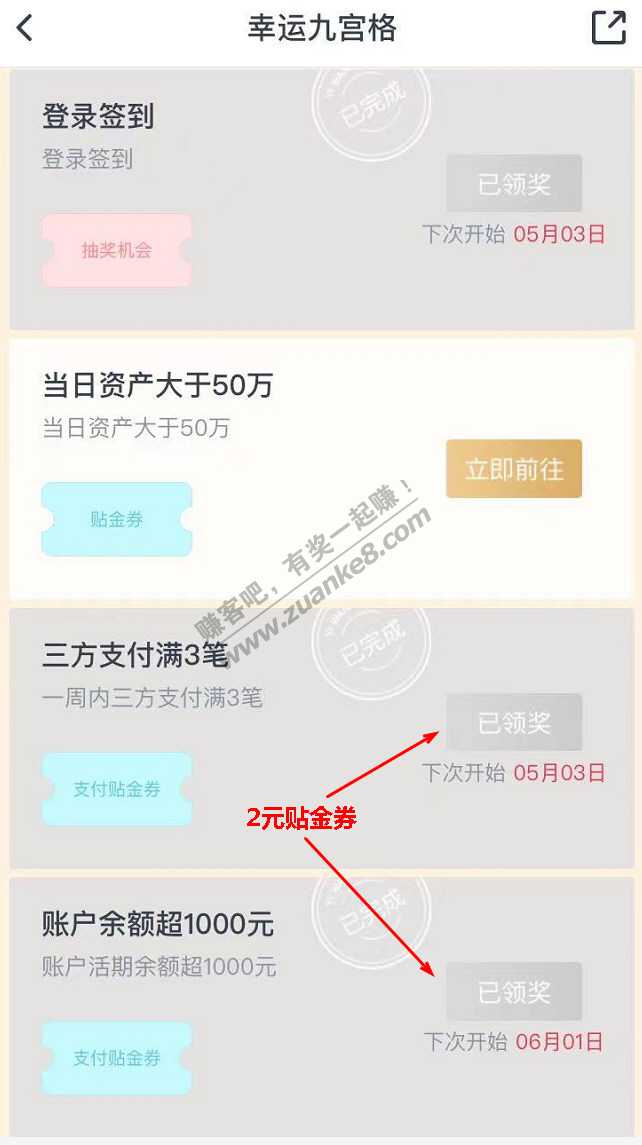 幸运九宫格
已完成
登录签到
登录签到
已领奖
抽奖机会
下次开始 05月03日
当日资产大于50万
当日资产大于50万
立即前往
贴金券
赚客吧，有奖一起赚！
www.zuanke8.com
已完成
三方支付满3笔
一周内三方支付满3笔
已领奖
支付贴金券
下次开始 05月03日
2元贴金券
已完成
账户余额超1000元
账户活期余额超1000元
已领奖
支付贴金券
下次开始 06月01日